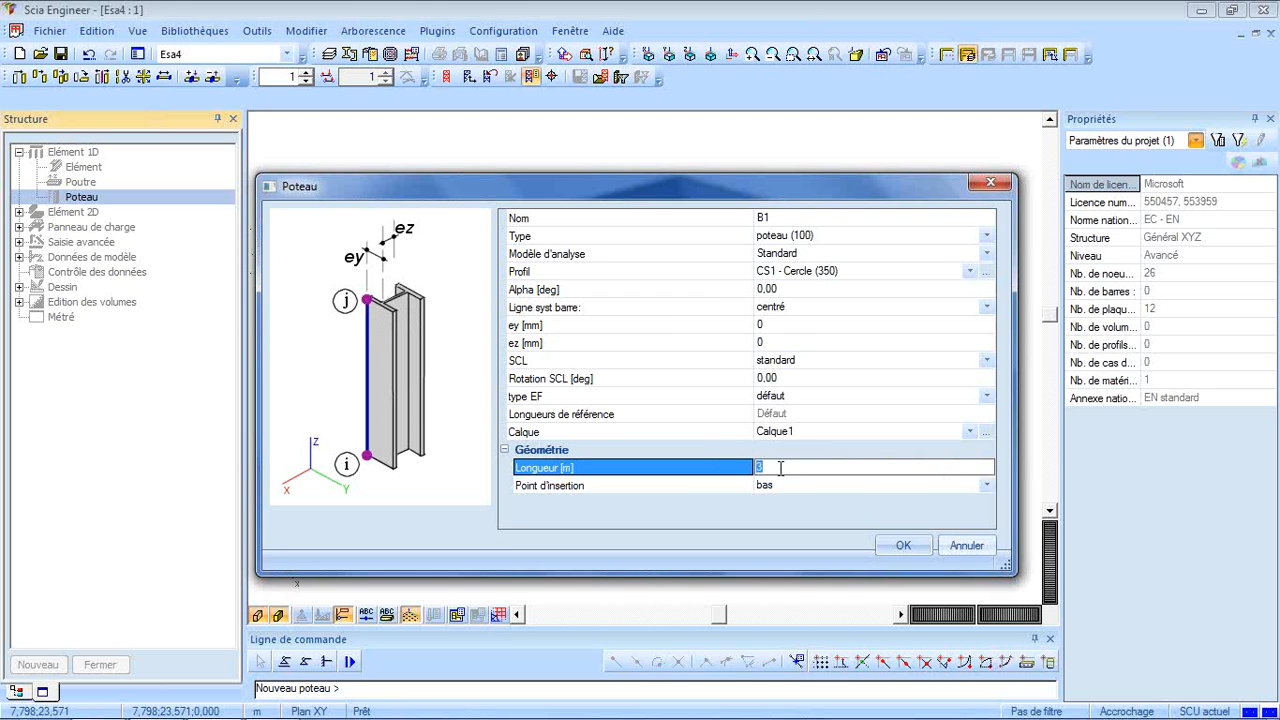 Scia Engineer - [Esa4 : 1]
Fichier Edition Vue Bibliothèques Outils Modifier Arborescence Plugins Configuration Fenêtre Aide
Esa4
1 1
Structure
Elément 1D
Elément
Poutre
Poteau
Elément 2D
Panneau de charge
Saisie avancée
Données de modèle
Contrôle des données
Dessin
Edition des volumes
Métré
Nouveau Fermer
Poteau
ez
ey
j
i
Z
X
Y
Nom B1
Type poteau (100)
Modèle d'analyse Standard
Profil CS1 - Cercle (350)
Alpha [deg] 0,00
Ligne syst barre: centré
ey [mm] 0
ez [mm] 0
SCL standard
Rotation SCL [deg] 0,00
type EF défaut
Longueurs de référence Défaut
Calque Calque1
Géométrie
Longueur [m] 3
Point d'insertion bas
OK Annuler
x
Propriétés
Paramètres du projet (1)
Nom de licen... Microsoft
Licence num... 550457, 553959
Norme nation... EC - EN
Structure Général XYZ
Niveau Avancé
Nb. de noeu... 26
Nb. de barres : 0
Nb. de plaqu... 12
Nb. de volum... 0
Nb. de profils... 0
Nb. de cas d... 0
Nb. de matéri... 1
Annexe natio... EN standard
Ligne de commande
Nouveau poteau >
7,798;23,571 7,798;23,571;0,000 m Plan XY Prêt Pas de filtre Accrochage SCU actuel